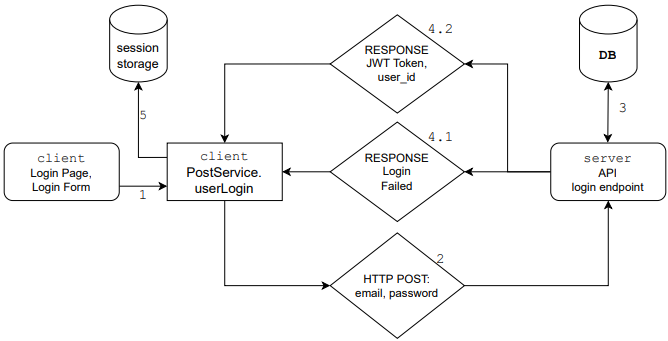 session
storage
4.2
RESPONSE
JWT Token,
user_id
DB
5
3
client
Login Page,
Login Form
1
client
PostService.
userLogin
4.1
RESPONSE
Login
Failed
server
API
login endpoint
2
HTTP POST:
email, password